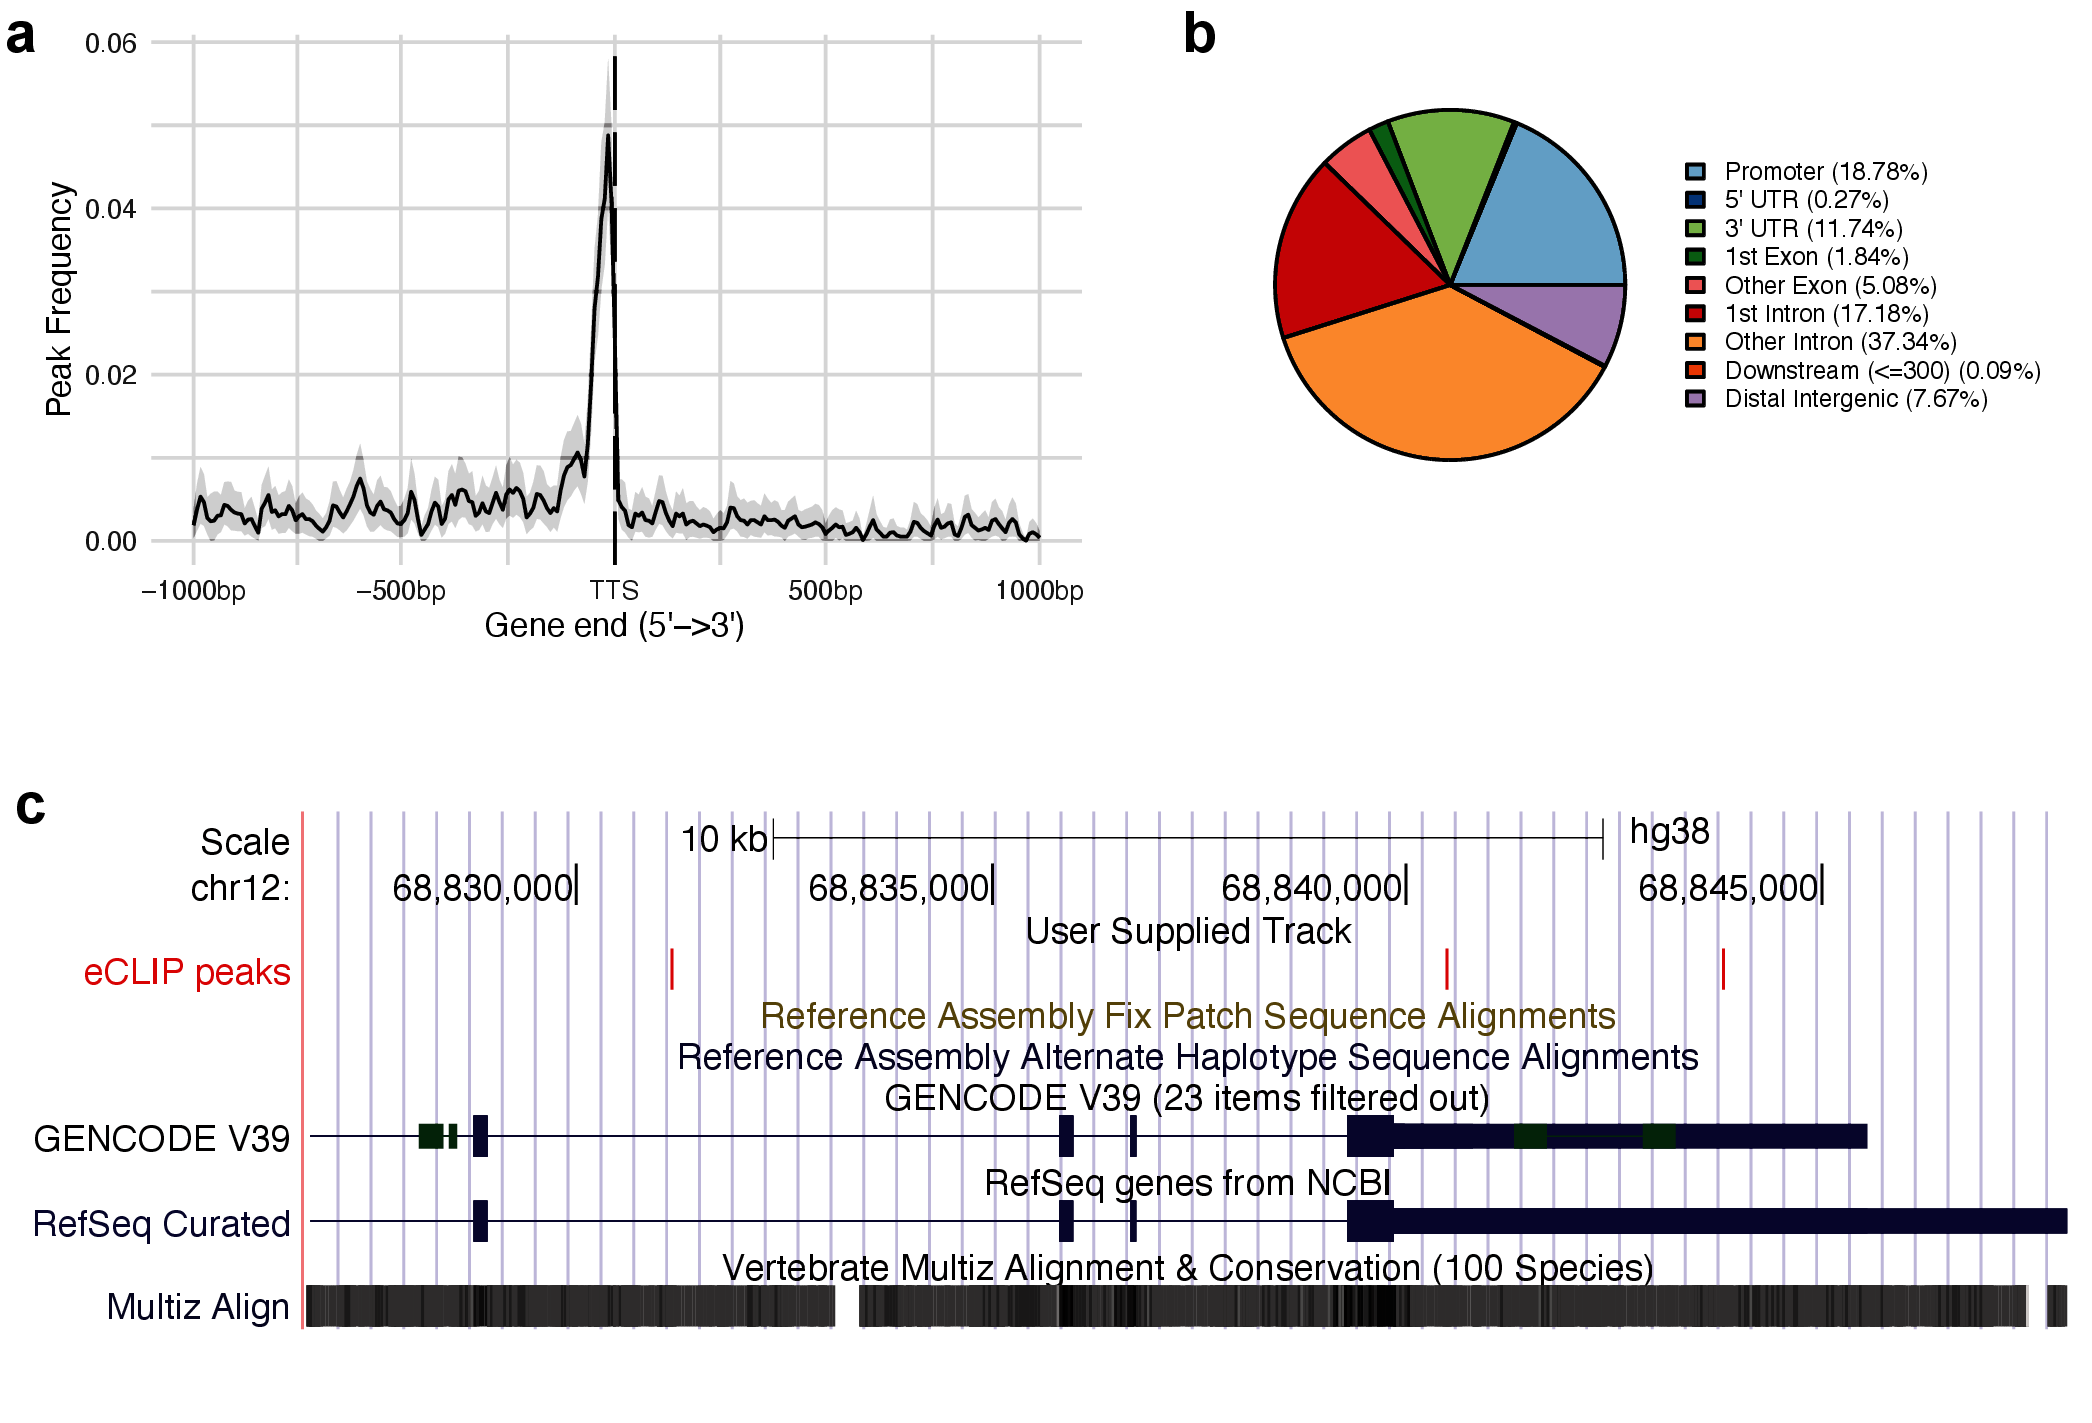 a
0.06
0.04
0.02
0.00
Peak Frequency
−1000bp
−500bp
TTS
500bp
1000bp
Gene end (5'−>3')
b
Promoter (18.78%)
5' UTR (0.27%)
3' UTR (11.74%)
1st Exon (1.84%)
Other Exon (5.08%)
1st Intron (17.18%)
Other Intron (37.34%)
Downstream (<=300) (0.09%)
Distal Intergenic (7.67%)
c
Scale
10 kb
hg38
chr12:
68,830,000
68,835,000
68,840,000
68,845,000
User Supplied Track
eCLIP peaks
Reference Assembly Fix Patch Sequence Alignments
Reference Assembly Alternate Haplotype Sequence Alignments
GENCODE V39 (23 items filtered out)
GENCODE V39
RefSeq genes from NCBI
RefSeq Curated
Vertebrate Multiz Alignment & Conservation (100 Species)
Multiz Align